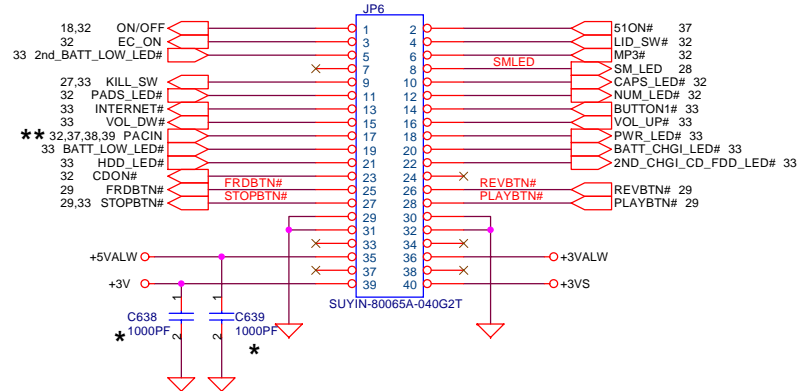 JP6
18,32 ON/OFF 1 2 51ON# 37
32 EC_ON 3 4 LID_SW# 32
33 2nd_BATT_LOW_LED# 5 6 MP3# 32
7 8 SMLED SM_LED 28
27,33 KILL_SW 9 10 CAPS_LED# 32
32 PADS_LED# 11 12 NUM_LED# 32
33 INTERNET# 13 14 BUTTON1# 33
33 VOL_DW# 15 16 VOL_UP# 33
** 32,37,38,39 PACIN 17 18 PWR_LED# 33
33 BATT_LOW_LED# 19 20 BATT_CHGI_LED# 33
33 HDD_LED# 21 22 2ND_CHGI_CD_FDD_LED# 33
32 CDON# 23 24
29 FRDBTN# FRDBTN# 25 26 REVBTN# REVBTN# 29
29,33 STOPBTN# STOPBTN# 27 28 PLAYBTN# PLAYBTN# 29
29 30
31 32
33 34
+5VALW 35 36 +3VALW
37 38
+3V 39 40 +3VS
SUYIN-80065A-040G2T
1 1
C638 C639
1000PF 1000PF
* 2 2 *